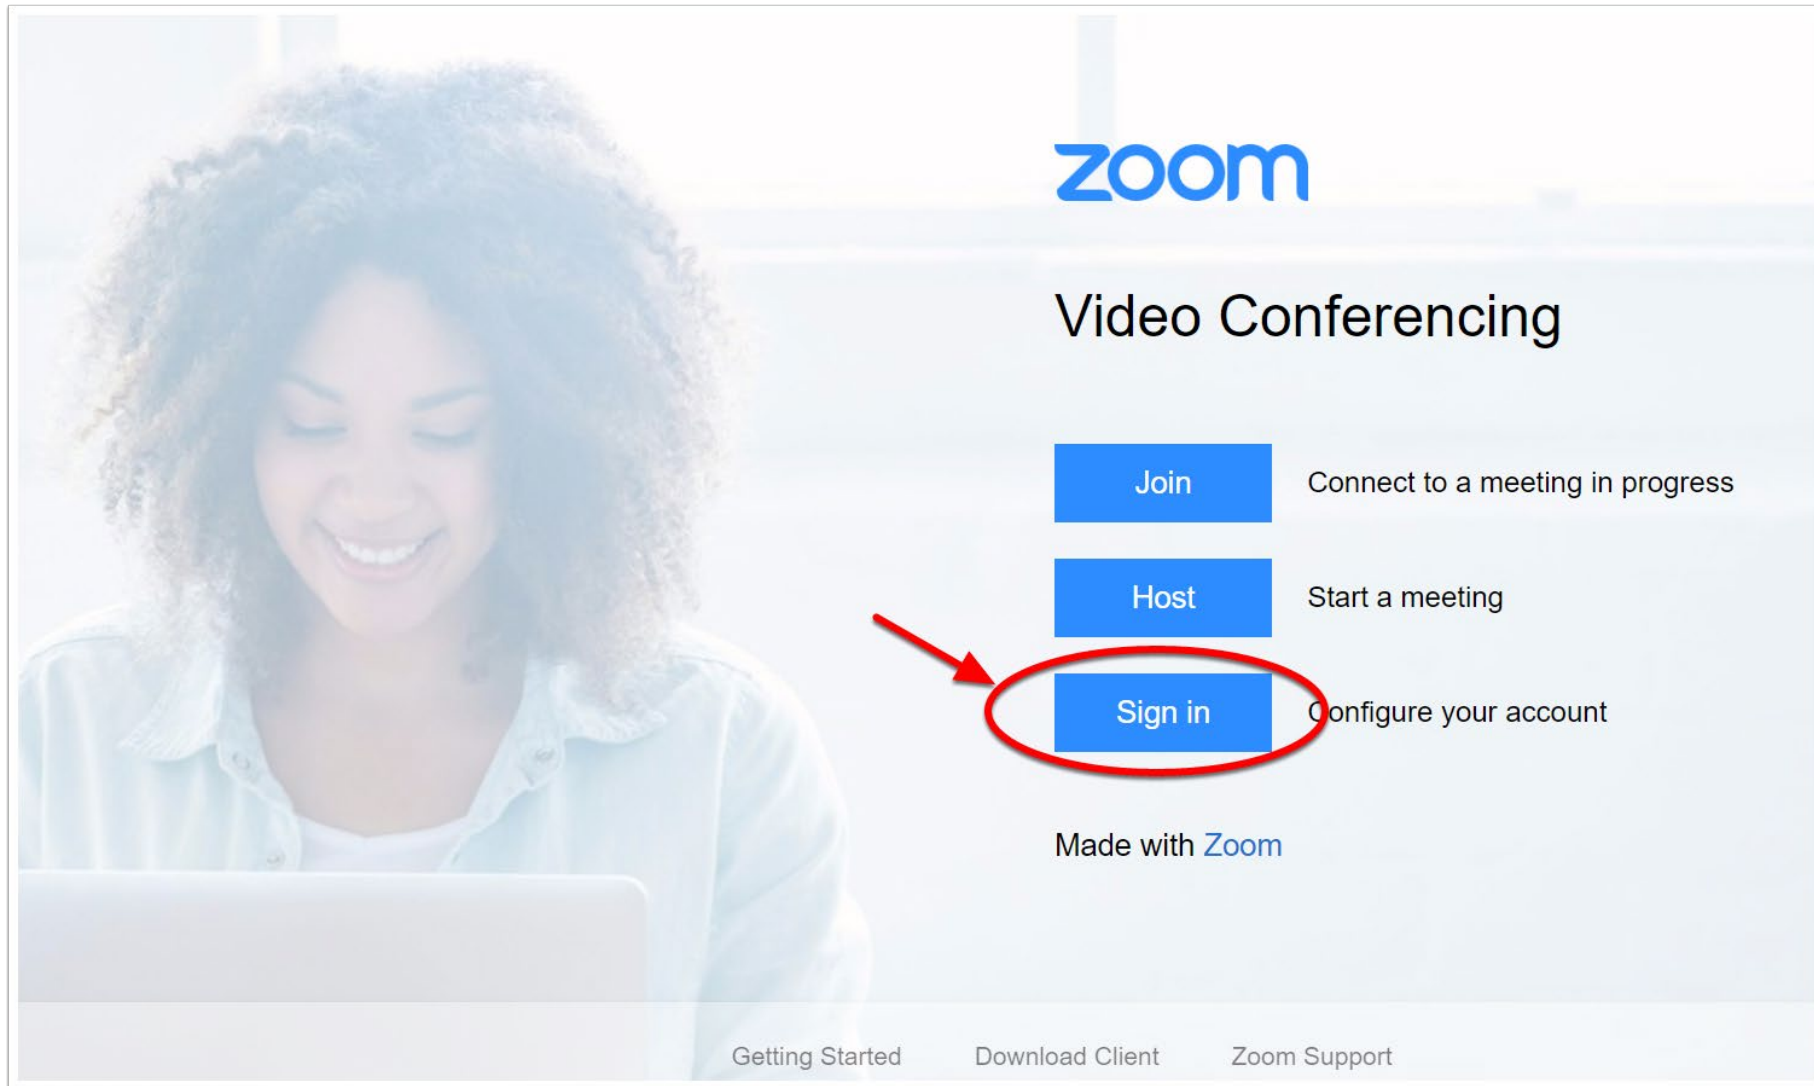 zoom
Video Conferencing
Join Connect to a meeting in progress
Host Start a meeting
Sign in Configure your account
Made with Zoom
Getting Started Download Client Zoom Support